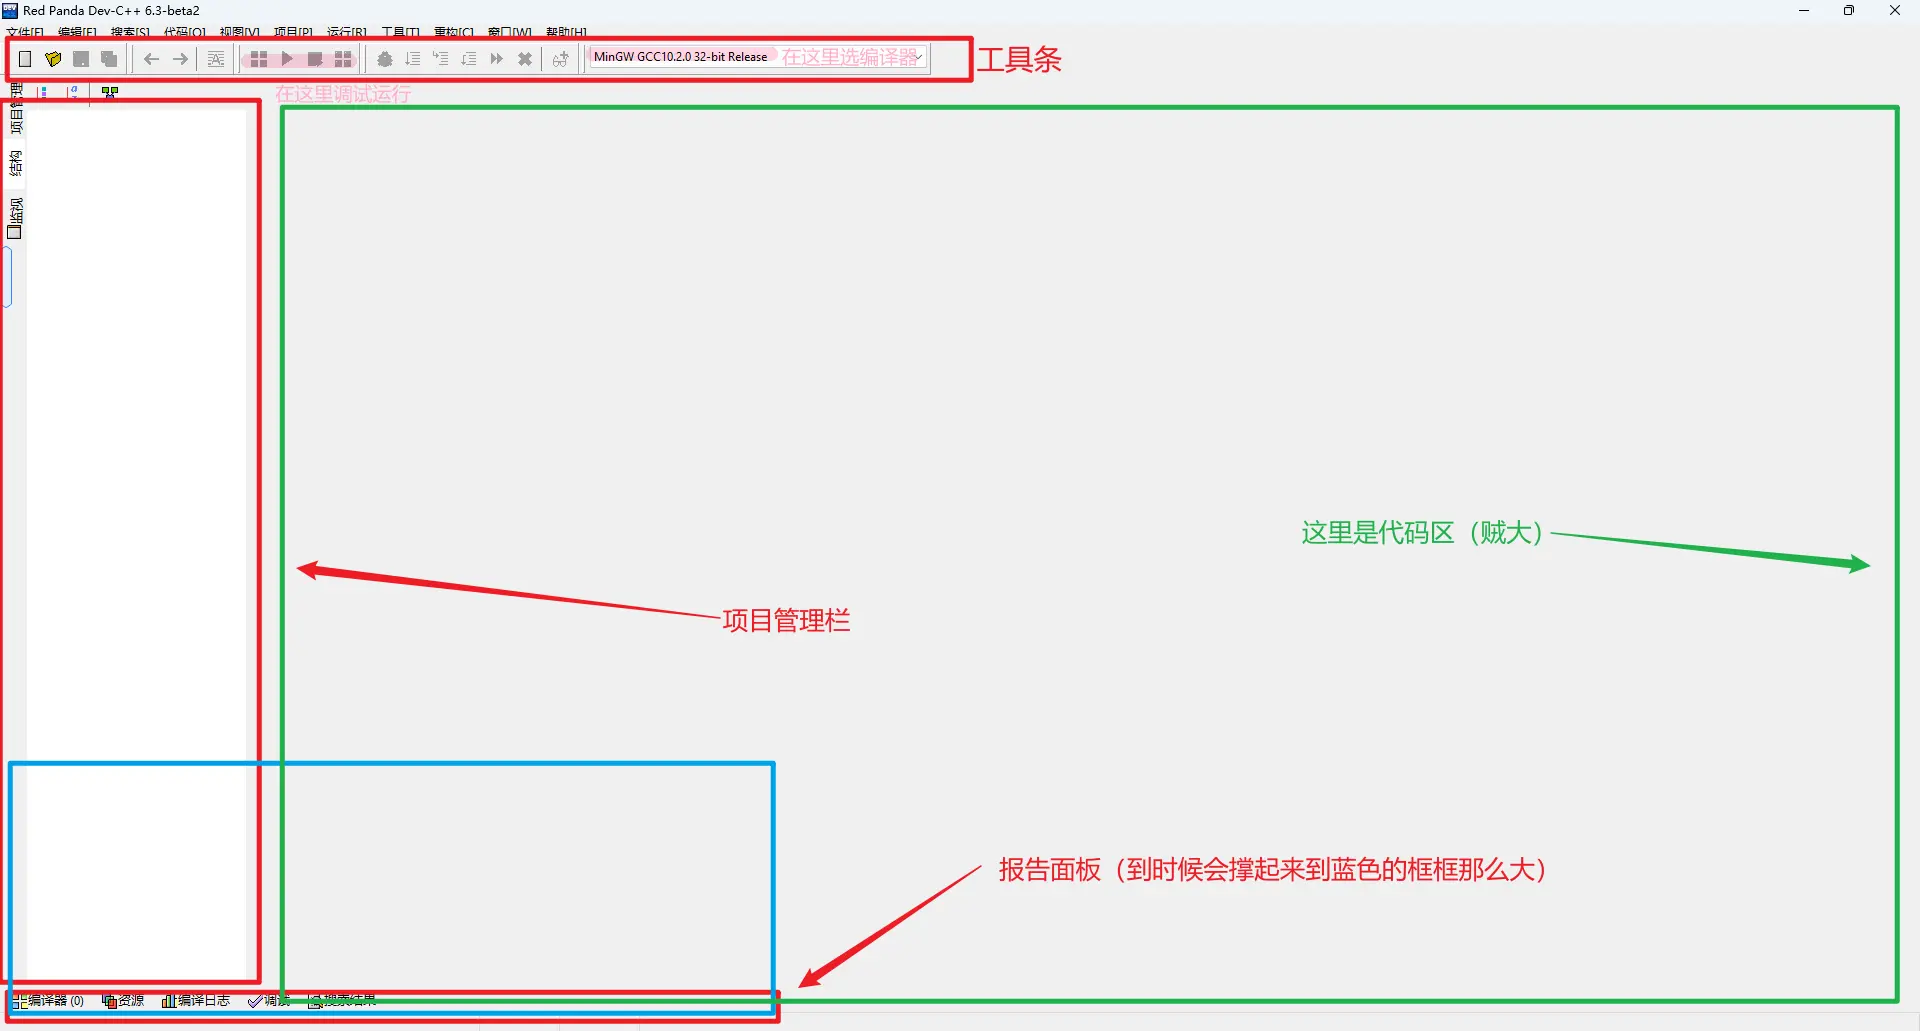 Red Panda Dev-C++ 6.3-beta2
文件[F] 编辑[E] 搜索[S] 代码[O] 视图[V] 项目[P] 运行[R] 工具[T] 重构[C] 窗口[W] 帮助[H]
MinGW GCC10.2.0 32-bit Release 在这里选编译器
工具条
在这里调试运行
项目管理
结构
监视
这里是代码区（贼大）
项目管理栏
报告面板（到时候会撑起来到蓝色的框框那么大）
编译器 (0) 资源 编译日志 调试 搜索结果